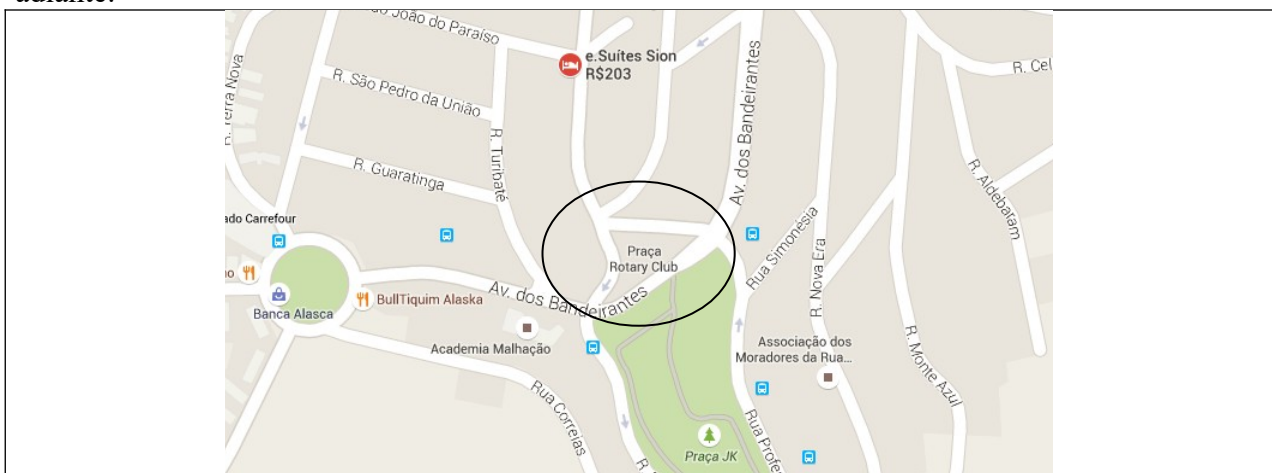 adiante:
do João do Paraíso
e.Suítes Sion
R$203
R. Cel
R. Terra Nova
R. São Pedro da União
Av. dos Bandeirantes
R. Turibaté
R. Guaratinga
R. Aldebaram
ado Carrefour
Rua Simonésia
Praça
Rotary Club
R. Nova Era
Av. dos Bandeirantes
BullTiquim Alaska
Banca Alasca
Academia Malhação
Associação dos
Moradores da Rua...
R. Monte Azul
Rua Correias
Rua Profe
Praça JK